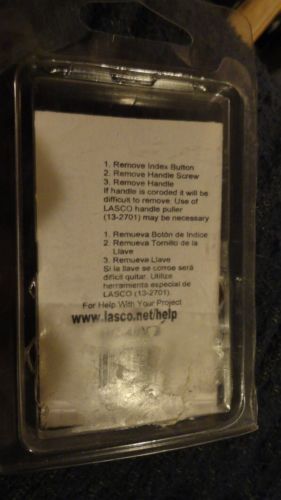 1. Remove Index Button
2. Remove Handle Screw
3. Remove Handle
If handle is coroded it will be
difficult to remove: Use of
LASCO handle puller
(13-2701) may be necessary
1. Remueva Botón de Indice
2. Remueva Tornillo de la
Llave
3. Remueva Llave
Si la llave se corroe será
difícil quitar. Utilize
herramiento especial de
LASCO (13-2701).
For Help With Your Project
www.lasco.net/help